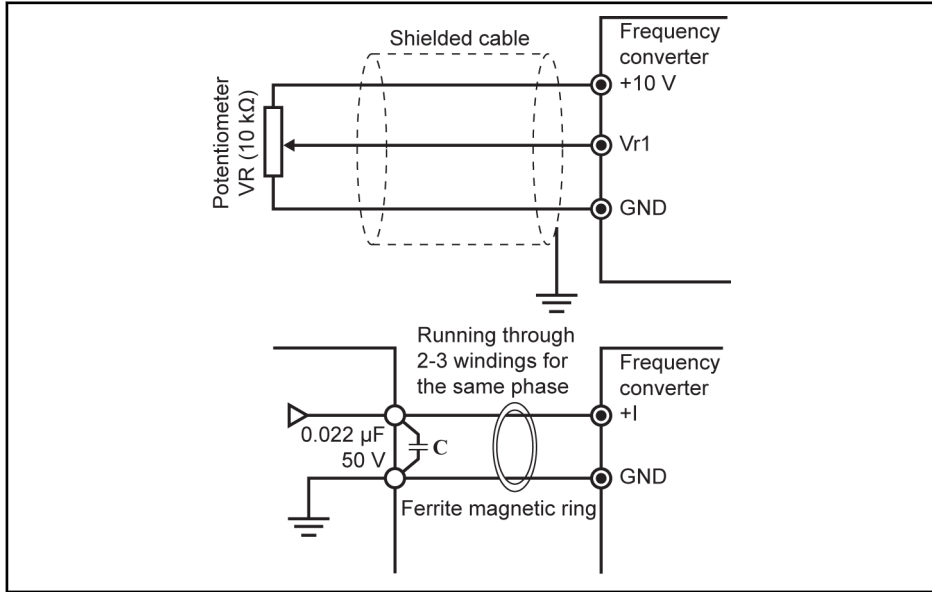 Shielded cable
Frequency
converter
+10 V
Potentiometer
VR (10 kΩ)
Vr1
GND
Running through
2-3 windings for
the same phase
Frequency
converter
+I
0.022 µF
50 V
C
GND
Ferrite magnetic ring